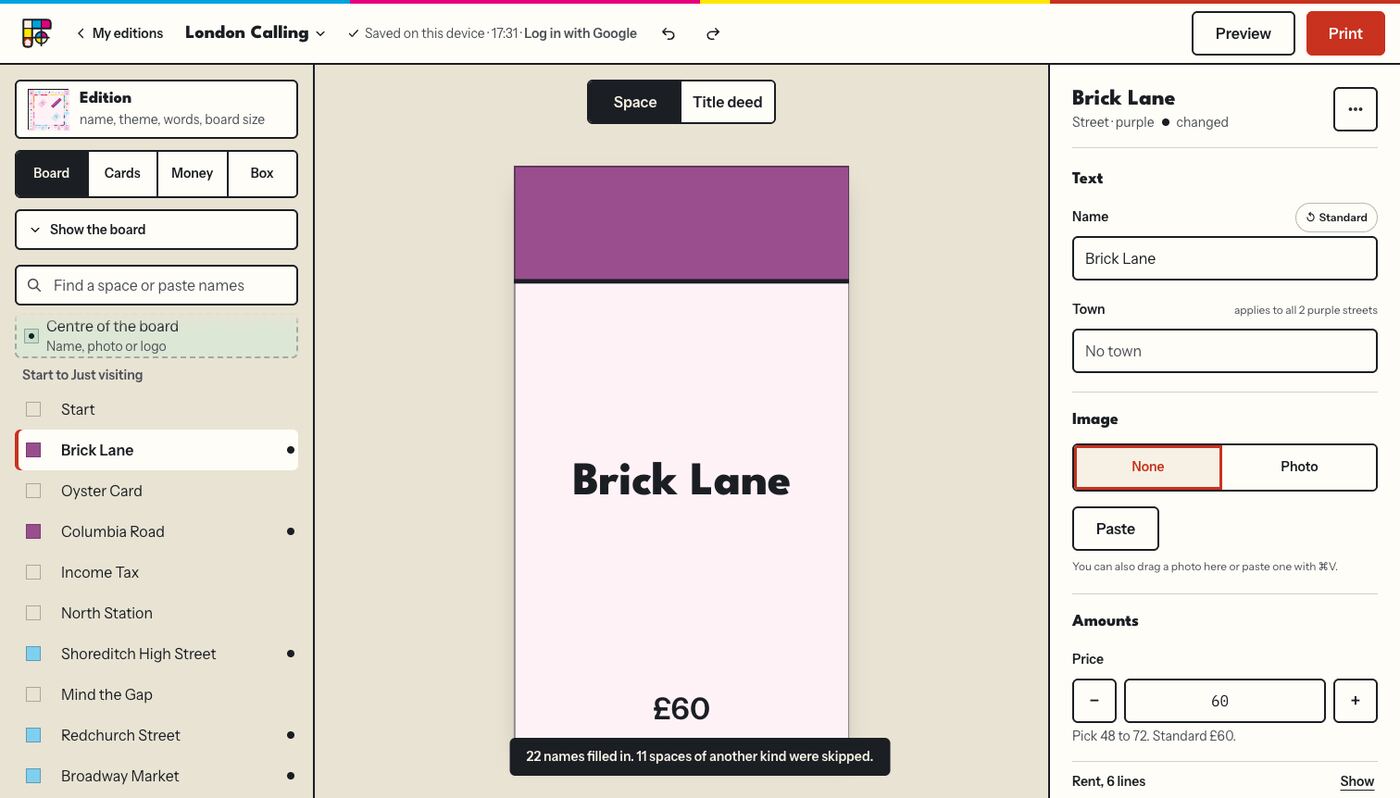 My editions
London Calling
Saved on this device · 17:31 · Log in with Google
Preview
Print
Edition
name, theme, words, board size
Board
Cards
Money
Box
Show the board
Find a space or paste names
Centre of the board
Name, photo or logo
Start to Just visiting
Start
Brick Lane
Oyster Card
Columbia Road
Income Tax
North Station
Shoreditch High Street
Mind the Gap
Redchurch Street
Broadway Market
Space
Title deed
Brick Lane
£60
22 names filled in. 11 spaces of another kind were skipped.
Brick Lane
Street · purple ● changed
Text
Name
Standard
Brick Lane
Town
applies to all 2 purple streets
No town
Image
None
Photo
Paste
You can also drag a photo here or paste one with ⌘V.
Amounts
Price
−
60
+
Pick 48 to 72. Standard £60.
Rent, 6 lines
Show